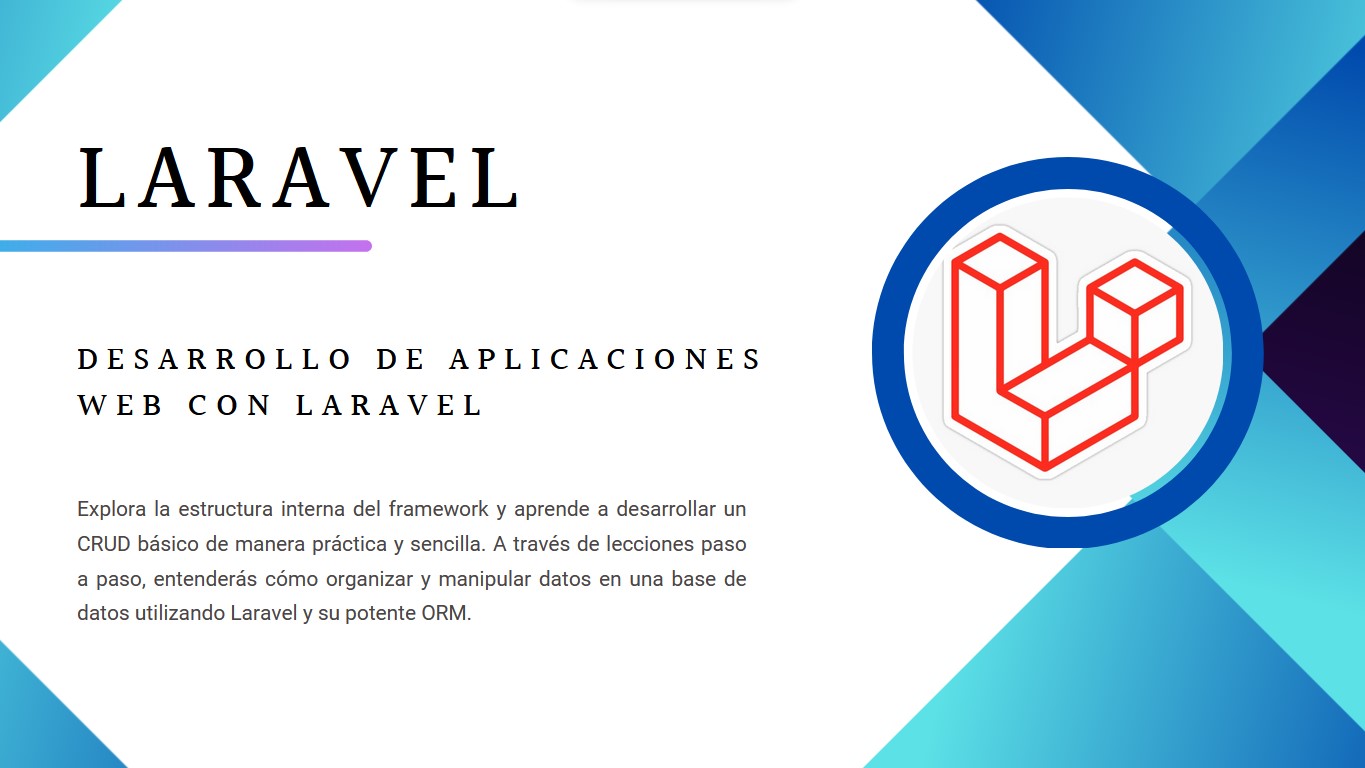 LARAVEL
DESARROLLO DE APLICACIONES
WEB CON LARAVEL
Explora la estructura interna del framework y aprende a desarrollar un
CRUD básico de manera práctica y sencilla. A través de lecciones paso
a paso, entenderás cómo organizar y manipular datos en una base de
datos utilizando Laravel y su potente ORM.